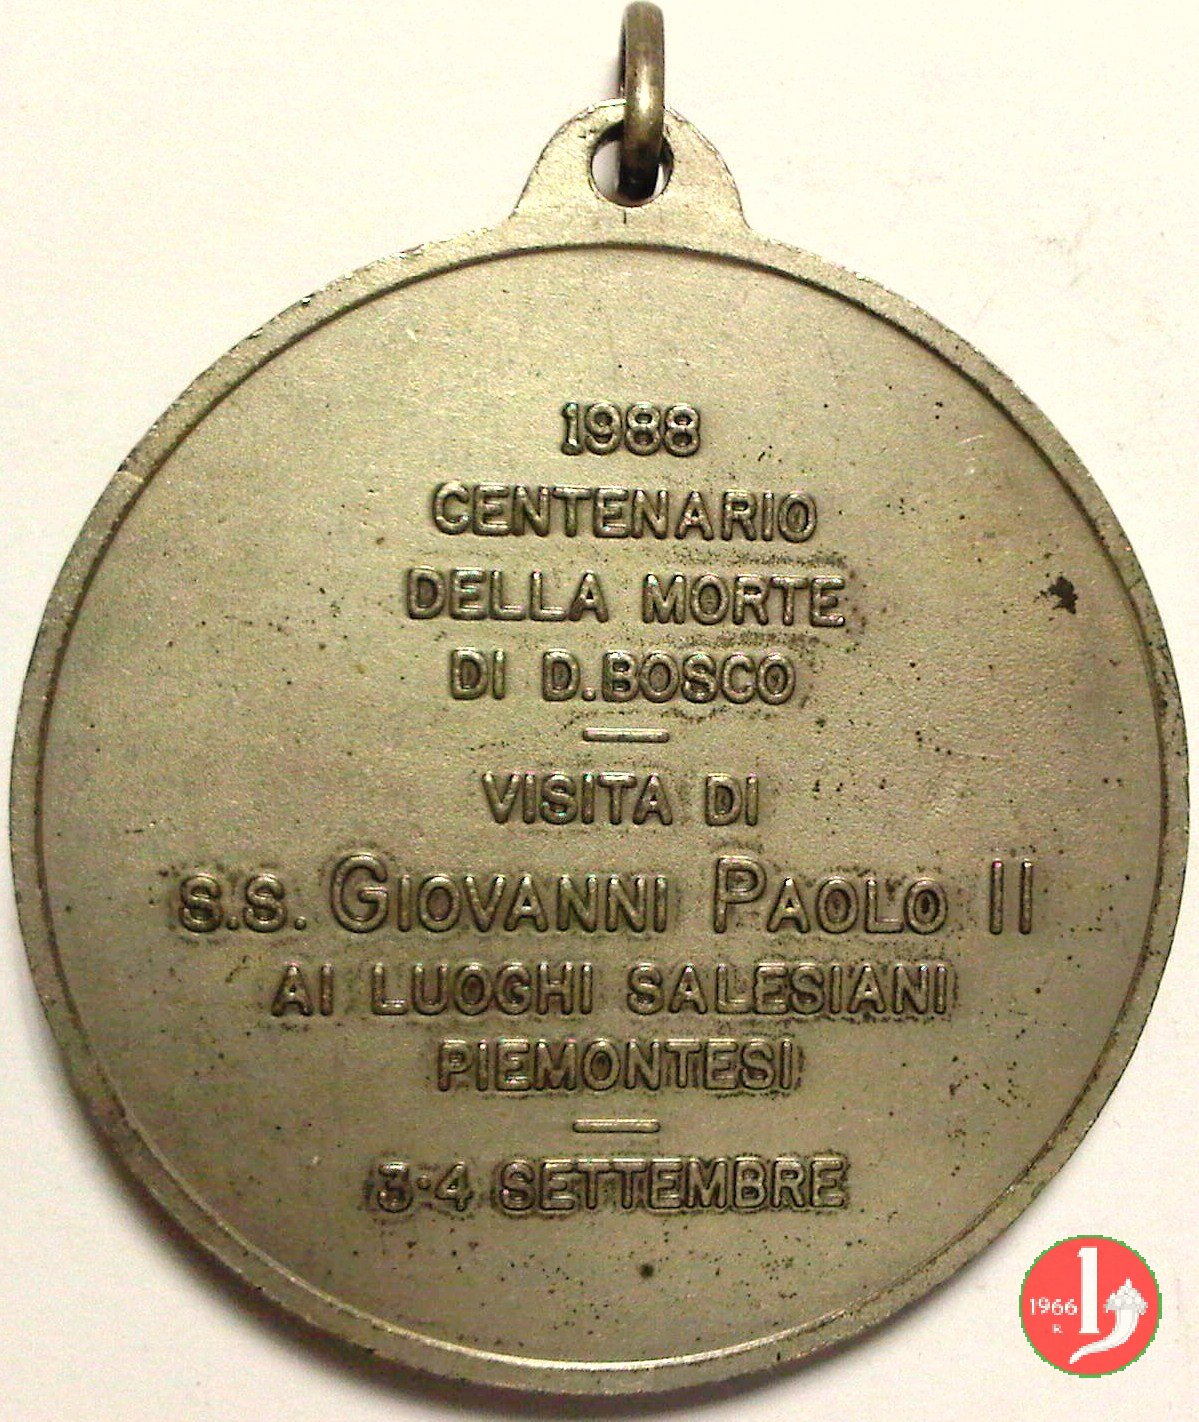 1988
CENTENARIO
DELLA MORTE
DI D.BOSCO
VISITA DI
S.S. GIOVANNI PAOLO II
AI LUOGHI SALESIANI
PIEMONTESI
3-4 SETTEMBRE
1
1966
R